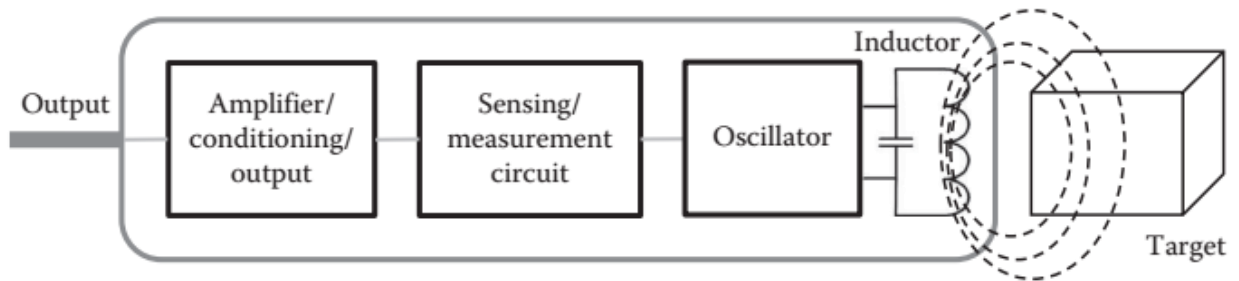 Output
Amplifier/
conditioning/
output
Sensing/
measurement
circuit
Oscillator
Inductor
Target